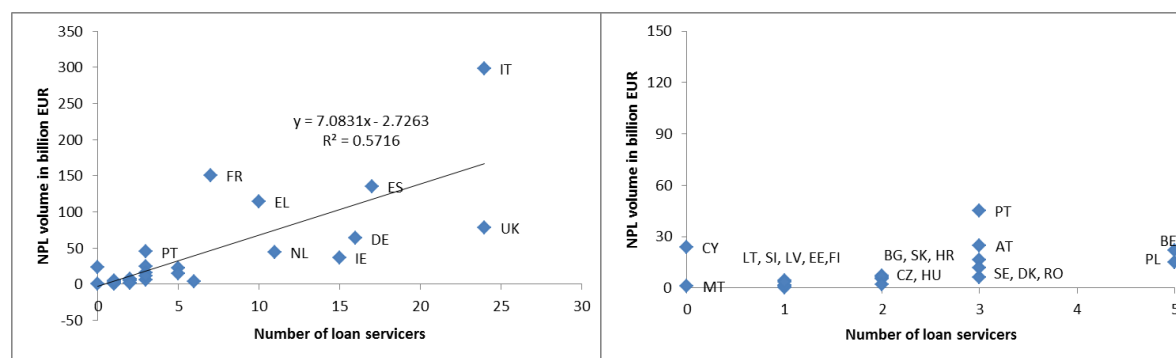 NPL volume in billion EUR
350
300
250
200
150
100
50
0
-50
0
5
10
15
20
25
30
Number of loan servicers
y = 7.0831x - 2.7263
R² = 0.5716
IT
FR
ES
EL
UK
DE
PT
NL
IE
NPL volume in billion EUR
150
120
90
60
30
0
0
1
2
3
4
5
Number of loan servicers
PT
CY
AT
BE
LT, SI, LV, EE,FI
BG, SK, HR
PL
CZ, HU
SE, DK, RO
MT